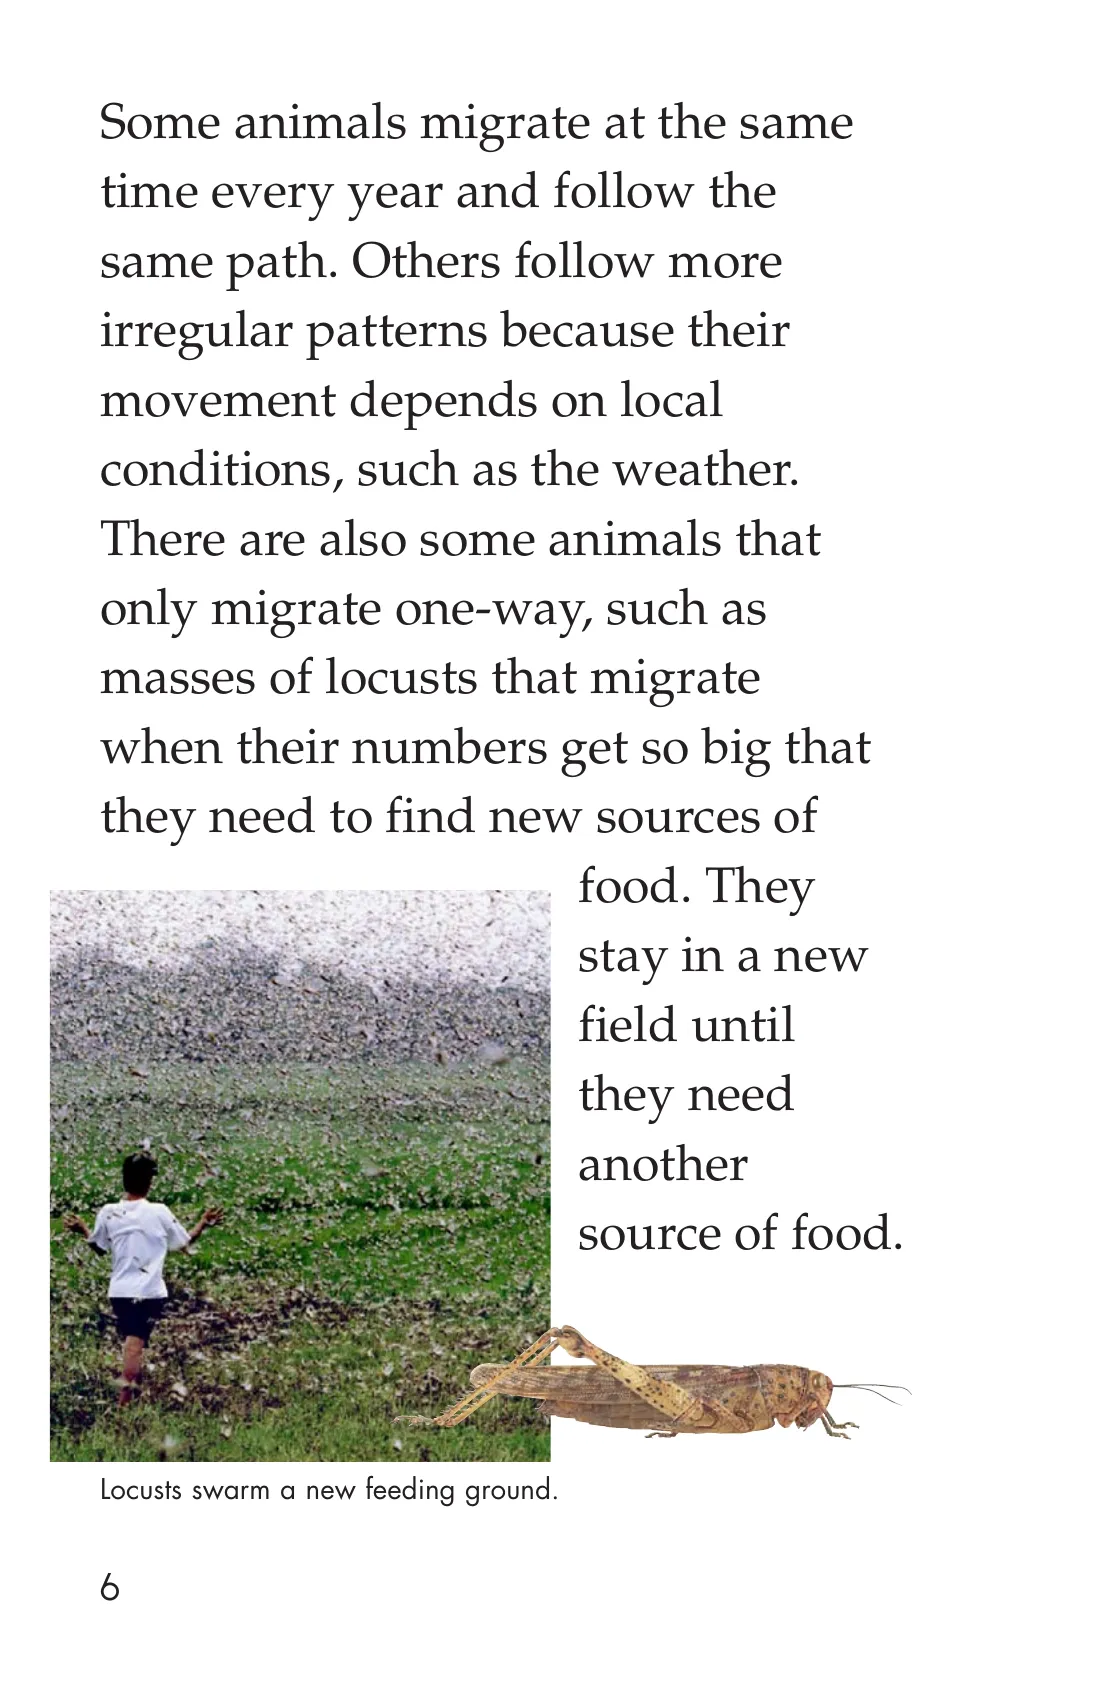 Some animals migrate at the same
time every year and follow the
same path. Others follow more
irregular patterns because their
movement depends on local
conditions, such as the weather.
There are also some animals that
only migrate one-way, such as
masses of locusts that migrate
when their numbers get so big that
they need to find new sources of
food. They
stay in a new
field until
they need
another
source of food.
Locusts swarm a new feeding ground.
6